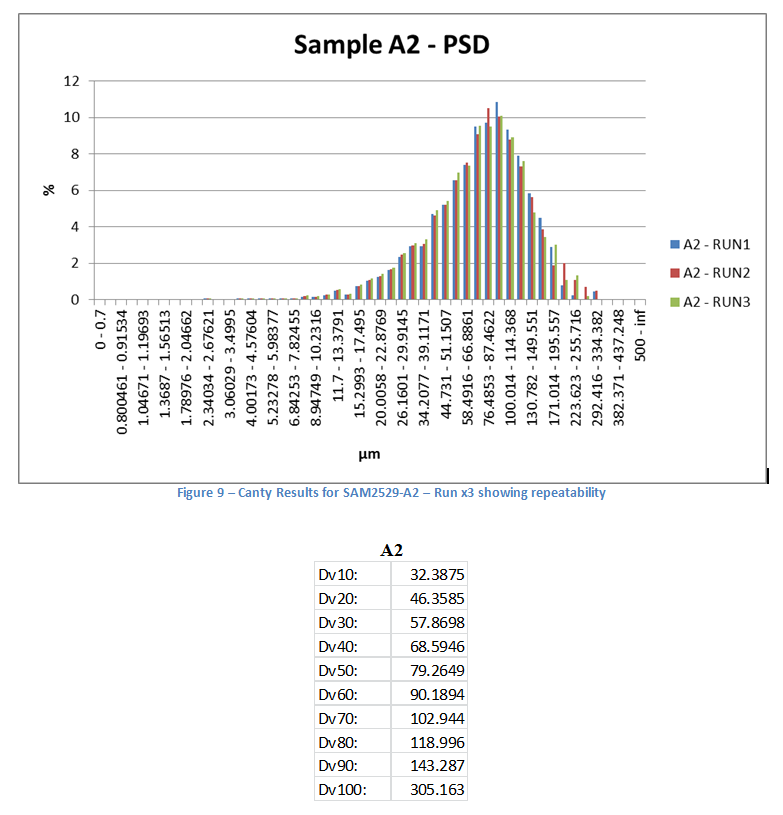 Sample A2 - PSD
12
10
8
6
4
2
0
%
0 - 0.7
0.800461 - 0.91534
1.04671 - 1.19693
1.3687 - 1.56513
1.78976 - 2.04662
2.34034 - 2.67621
3.06029 - 3.4995
4.00173 - 4.57604
5.23278 - 5.98377
6.84253 - 7.82455
8.94749 - 10.2316
11.7 - 13.3791
15.2993 - 17.495
20.0058 - 22.8769
26.1601 - 29.9145
34.2077 - 39.1171
44.731 - 51.1507
58.4916 - 66.8861
76.4853 - 87.4622
100.014 - 114.368
130.782 - 149.551
171.014 - 195.557
223.623 - 255.716
292.416 - 334.382
382.371 - 437.248
500 - inf
μm
A2 - RUN1
A2 - RUN2
A2 - RUN3
Figure 9 – Canty Results for SAM2529-A2 – Run x3 showing repeatability
A2
Dv10: 32.3875
Dv20: 46.3585
Dv30: 57.8698
Dv40: 68.5946
Dv50: 79.2649
Dv60: 90.1894
Dv70: 102.944
Dv80: 118.996
Dv90: 143.287
Dv100: 305.163